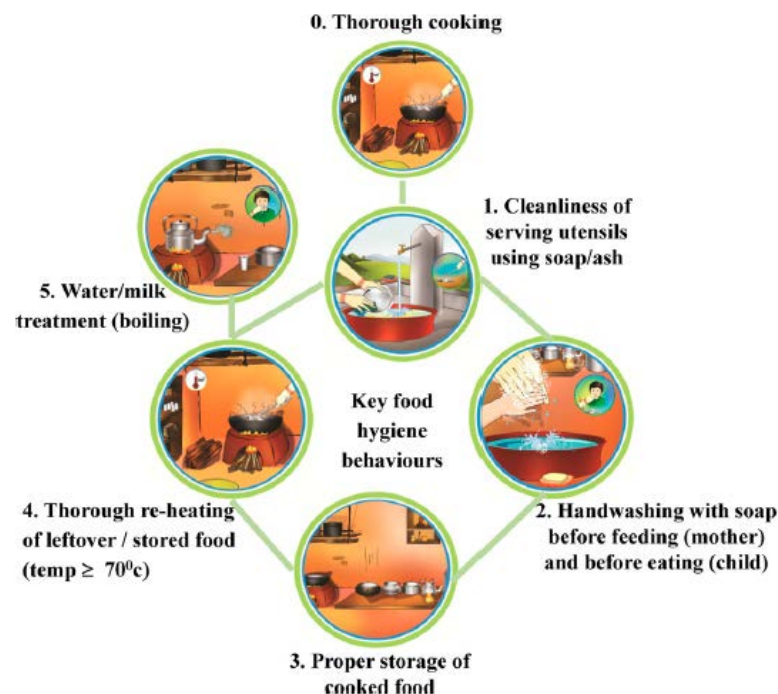 0. Thorough cooking
1. Cleanliness of
serving utensils
using soap/ash
2. Handwashing with soap
before feeding (mother)
and before eating (child)
3. Proper storage of
cooked food
4. Thorough re-heating
of leftover / stored food
(temp ≥ 70⁰c)
5. Water/milk
treatment (boiling)
Key food
hygiene
behaviours